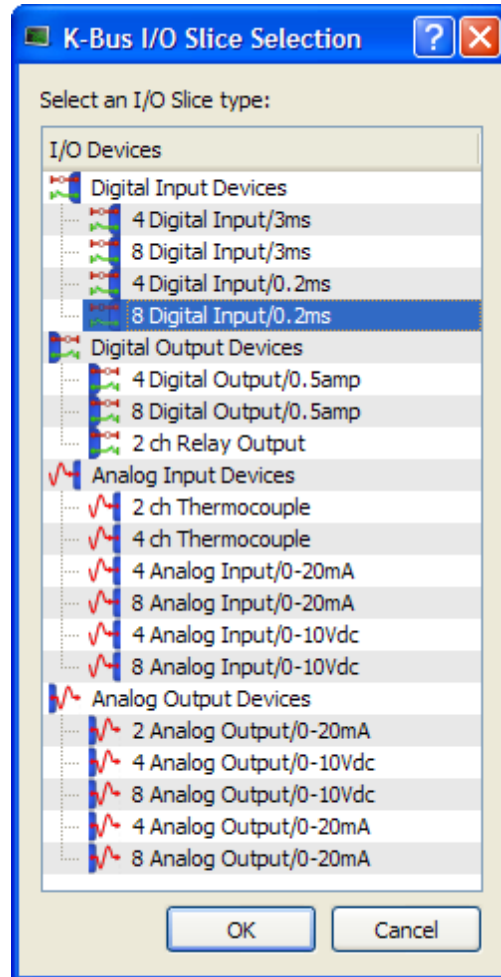 K-Bus I/O Slice Selection
Select an I/O Slice type:
I/O Devices
Digital Input Devices
4 Digital Input/3ms
8 Digital Input/3ms
4 Digital Input/0.2ms
8 Digital Input/0.2ms
Digital Output Devices
4 Digital Output/0.5amp
8 Digital Output/0.5amp
2 ch Relay Output
Analog Input Devices
2 ch Thermocouple
4 ch Thermocouple
4 Analog Input/0-20mA
8 Analog Input/0-20mA
4 Analog Input/0-10Vdc
8 Analog Input/0-10Vdc
Analog Output Devices
2 Analog Output/0-20mA
4 Analog Output/0-10Vdc
8 Analog Output/0-10Vdc
4 Analog Output/0-20mA
8 Analog Output/0-20mA
OK Cancel